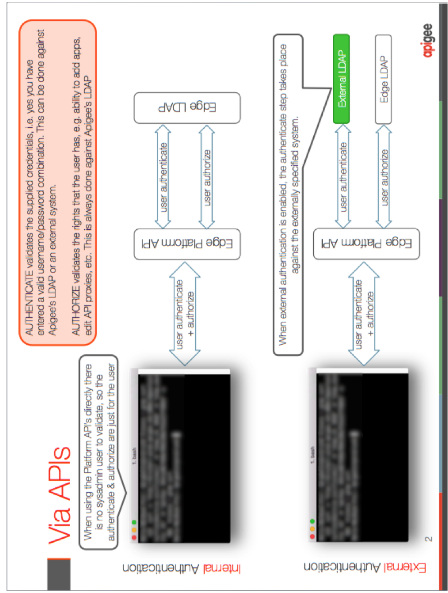 Via APIs
AUTHENTICATE validates the supplied credentials, i.e. yes you have
entered a valid username/password combination. This can be done against
Apigee's LDAP or an external system.
AUTHORIZE validates the rights that the user has, e.g. ability to add apps,
edit API proxies, etc. This is always done against Apigee's LDAP
When using the Platform API's directly there
is no sysadmin user to validate, so the
authenticate & authorize are just for the user
Internal Authentication
1. bash
user authenticate
+ authorize
Edge Platform API
user authenticate
user authorize
Edge LDAP
When external authentication is enabled, the authenticate step takes place
against the externally specified system.
External Authentication
1. bash
user authenticate
+ authorize
Edge Platform API
user authenticate
user authorize
External LDAP
Edge LDAP
2
apigee